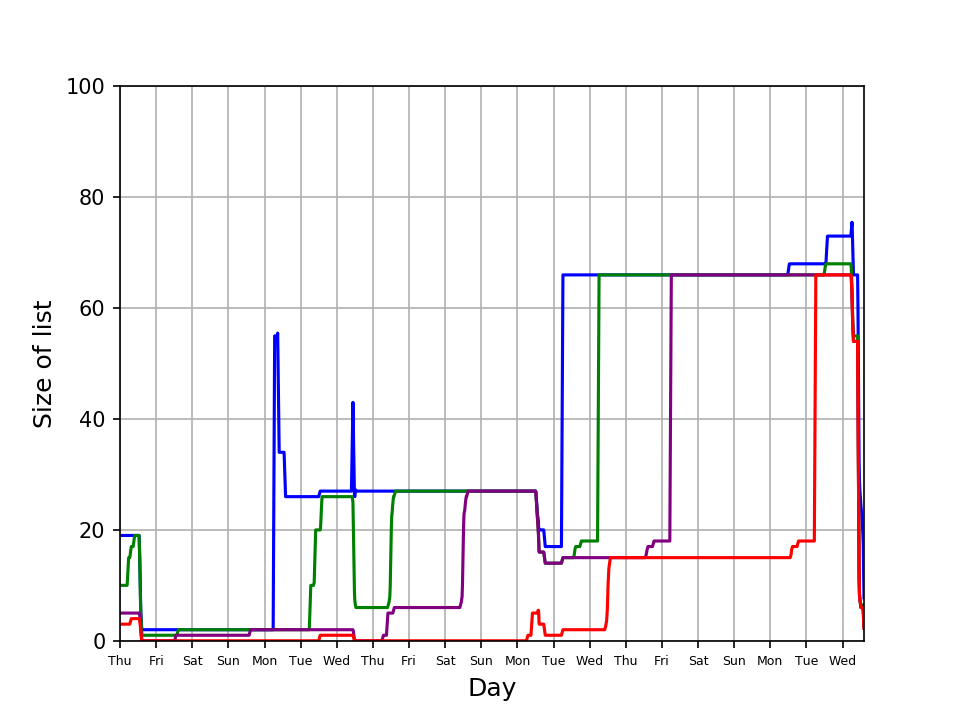 Size of list
100
80
60
40
20
0
Thu Fri Sat Sun Mon Tue Wed Thu Fri Sat Sun Mon Tue Wed Thu Fri Sat Sun Mon Tue Wed
Day